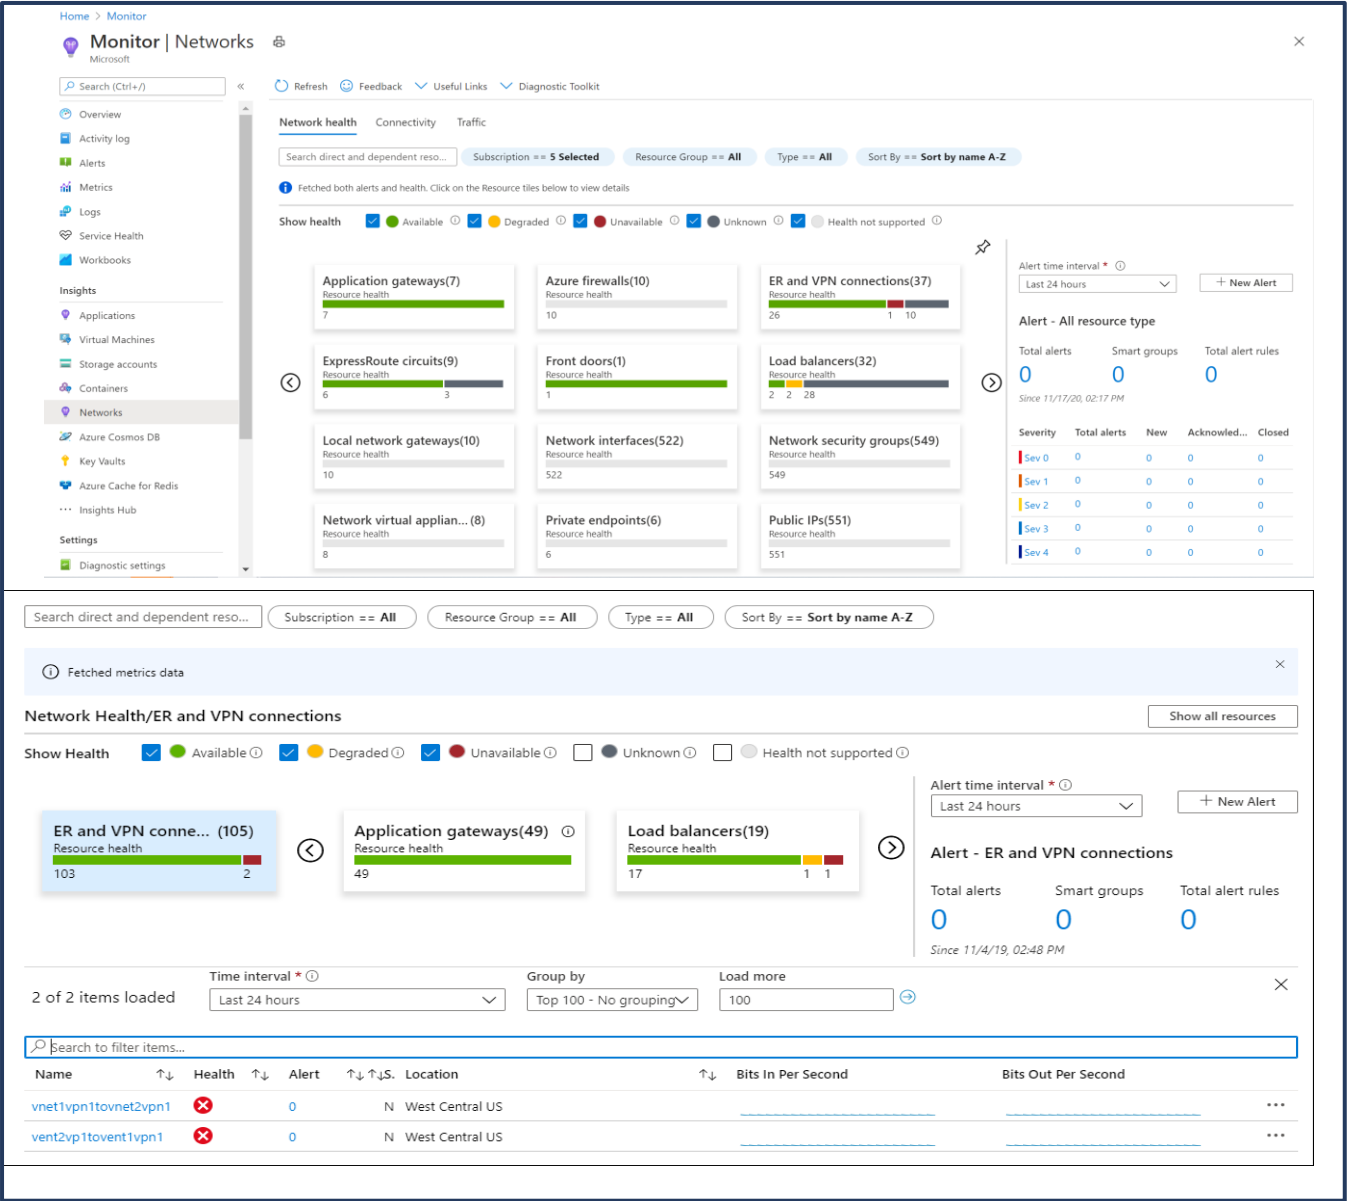 Home > Monitor
Monitor | Networks
Microsoft
Search (Ctrl+/)
«
Refresh Feedback Useful Links Diagnostic Toolkit
Overview
Activity log
Alerts
Metrics
Logs
Service Health
Workbooks
Insights
Applications
Virtual Machines
Storage accounts
Containers
Networks
Azure Cosmos DB
Key Vaults
Azure Cache for Redis
Insights Hub
Settings
Diagnostic settings
Network health Connectivity Traffic
Search direct and dependent reso... Subscription == 5 Selected Resource Group == All Type == All Sort By == Sort by name A-Z
Fetched both alerts and health. Click on the Resource tiles below to view details
Show health Available Degraded Unavailable Unknown Health not supported
Application gateways(7)
Resource health
7
Azure firewalls(10)
Resource health
10
ER and VPN connections(37)
Resource health
26 1 10
ExpressRoute circuits(9)
Resource health
6 3
Front doors(1)
Resource health
1
Load balancers(32)
Resource health
2 2 28
Local network gateways(10)
Resource health
10
Network interfaces(522)
Resource health
522
Network security groups(549)
Resource health
549
Network virtual applian... (8)
Resource health
8
Private endpoints(6)
Resource health
6
Public IPs(551)
Resource health
551
Alert time interval *
Last 24 hours
+ New Alert
Alert - All resource type
Total alerts Smart groups Total alert rules
0 0 0
Since 11/17/20, 02:17 PM
Severity Total alerts New Acknowled... Closed
Sev 0 0 0 0 0
Sev 1 0 0 0 0
Sev 2 0 0 0 0
Sev 3 0 0 0 0
Sev 4 0 0 0 0
Search direct and dependent reso... Subscription == All Resource Group == All Type == All Sort By == Sort by name A-Z
Fetched metrics data
Network Health/ER and VPN connections
Show all resources
Show Health Available Degraded Unavailable Unknown Health not supported
ER and VPN conne... (105)
Resource health
103 2
Application gateways(49)
Resource health
49
Load balancers(19)
Resource health
17 1 1
Alert time interval *
Last 24 hours
+ New Alert
Alert - ER and VPN connections
Total alerts Smart groups Total alert rules
0 0 0
Since 11/4/19, 02:48 PM
2 of 2 items loaded
Time interval *
Last 24 hours
Group by
Top 100 - No grouping
Load more
100
Search to filter items...
Name Health Alert S. Location Bits In Per Second Bits Out Per Second
vnet1vpn1tovnet2vpn1 0 N West Central US
vent2vp1tovent1vpn1 0 N West Central US